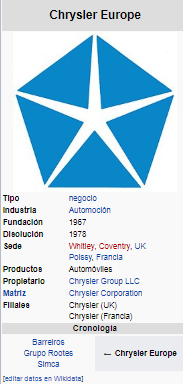 Chrysler Europe
Tipo negocio
Industria Automoción
Fundación 1967
Disolución 1978
Sede Whitley, Coventry, UK
Poissy, Francia
Productos Automóviles
Propietario Chrysler Group LLC
Matriz Chrysler Corporation
Filiales Chrysler (UK)
Chrysler (Francia)
Cronología
Barreiros
Grupo Rootes
Simca
← Chrysler Europe
[editar datos en Wikidata]